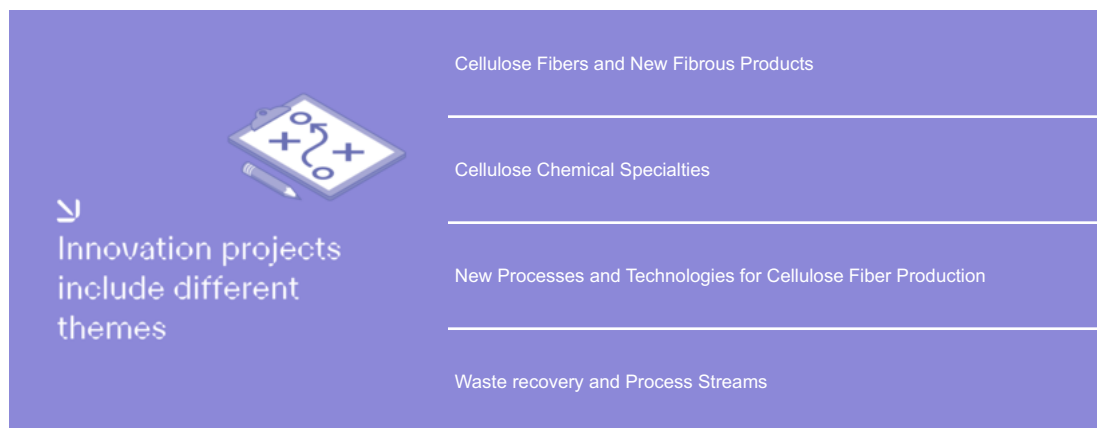 Innovation projects
include different
themes
Cellulose Fibers and New Fibrous Products
Cellulose Chemical Specialties
New Processes and Technologies for Cellulose Fiber Production
Waste recovery and Process Streams